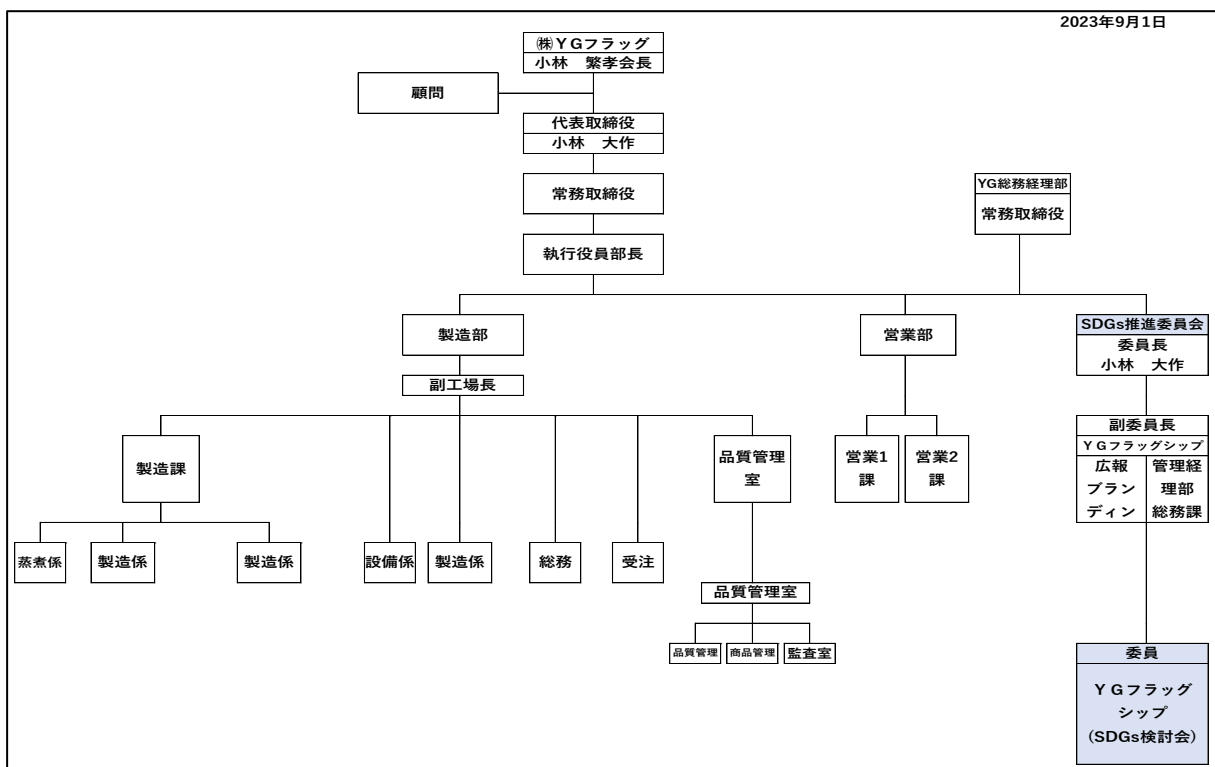 2023年9月1日
㈱ＹＧフラッグ
小林　繁孝会長
顧問
代表取締役
小林　大作
常務取締役
YG総務経理部
常務取締役
執行役員部長
製造部
営業部
SDGs推進委員会
委員長
小林　大作
副工場長
製造課
品質管理
室
営業1
課
営業2
課
副委員長
ＹＧフラッグシップ
広報
ブラン
ディン
管理経
理部
総務課
蒸煮係
製造係
製造係
設備係
製造係
総務
受注
品質管理室
品質管理
商品管理
監査室
委員
ＹＧフラッグ
シップ
(SDGs検討会)